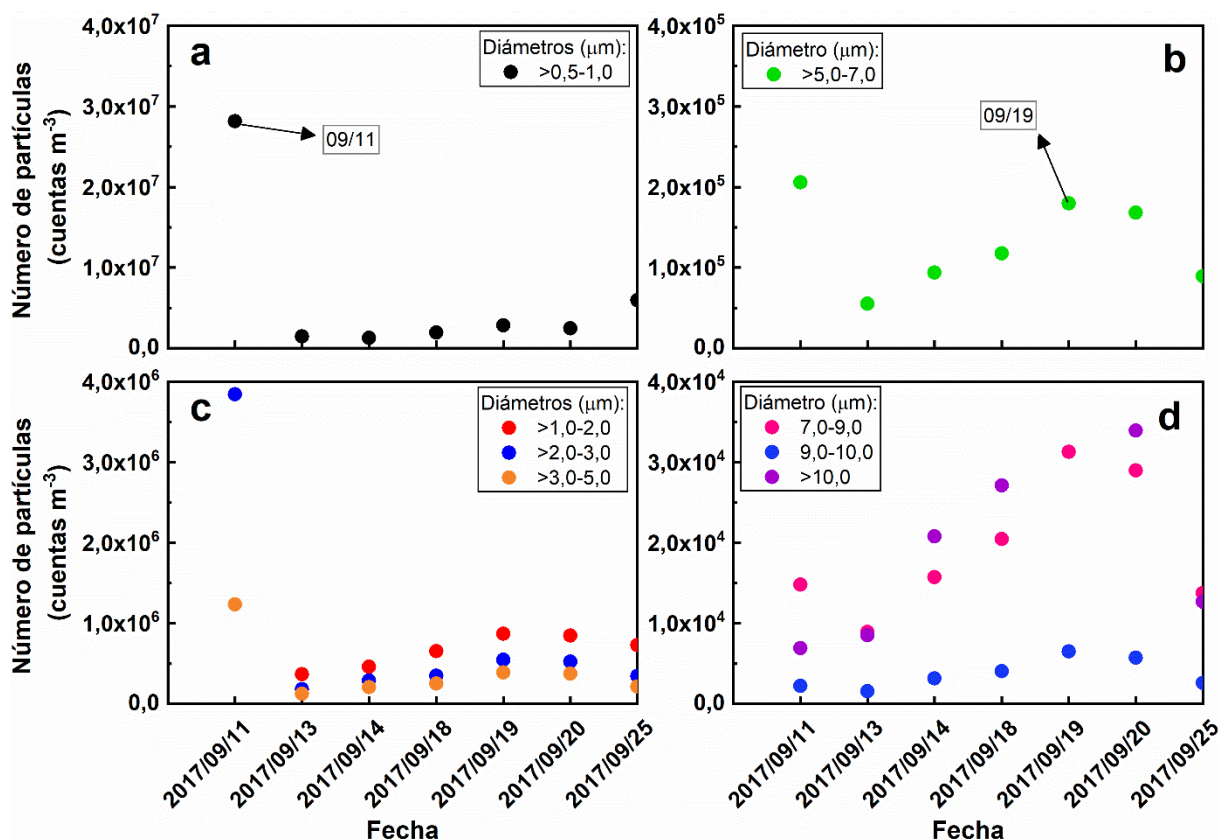 a
Número de partículas
(cuentas m⁻³)
4,0x10⁷
3,0x10⁷
2,0x10⁷
1,0x10⁷
0,0
Diámetros (μm):
>0,5-1,0
09/11
b
4,0x10⁵
3,0x10⁵
2,0x10⁵
1,0x10⁵
0,0
Diámetro (μm):
>5,0-7,0
09/19
c
Número de partículas
(cuentas m⁻³)
4,0x10⁶
3,0x10⁶
2,0x10⁶
1,0x10⁶
0,0
Diámetros (μm):
>1,0-2,0
>2,0-3,0
>3,0-5,0
2017/09/11
2017/09/13
2017/09/14
2017/09/18
2017/09/19
2017/09/20
2017/09/25
Fecha
d
4,0x10⁴
3,0x10⁴
2,0x10⁴
1,0x10⁴
0,0
Diámetro (μm):
7,0-9,0
9,0-10,0
>10,0
2017/09/11
2017/09/13
2017/09/14
2017/09/18
2017/09/19
2017/09/20
2017/09/25
Fecha